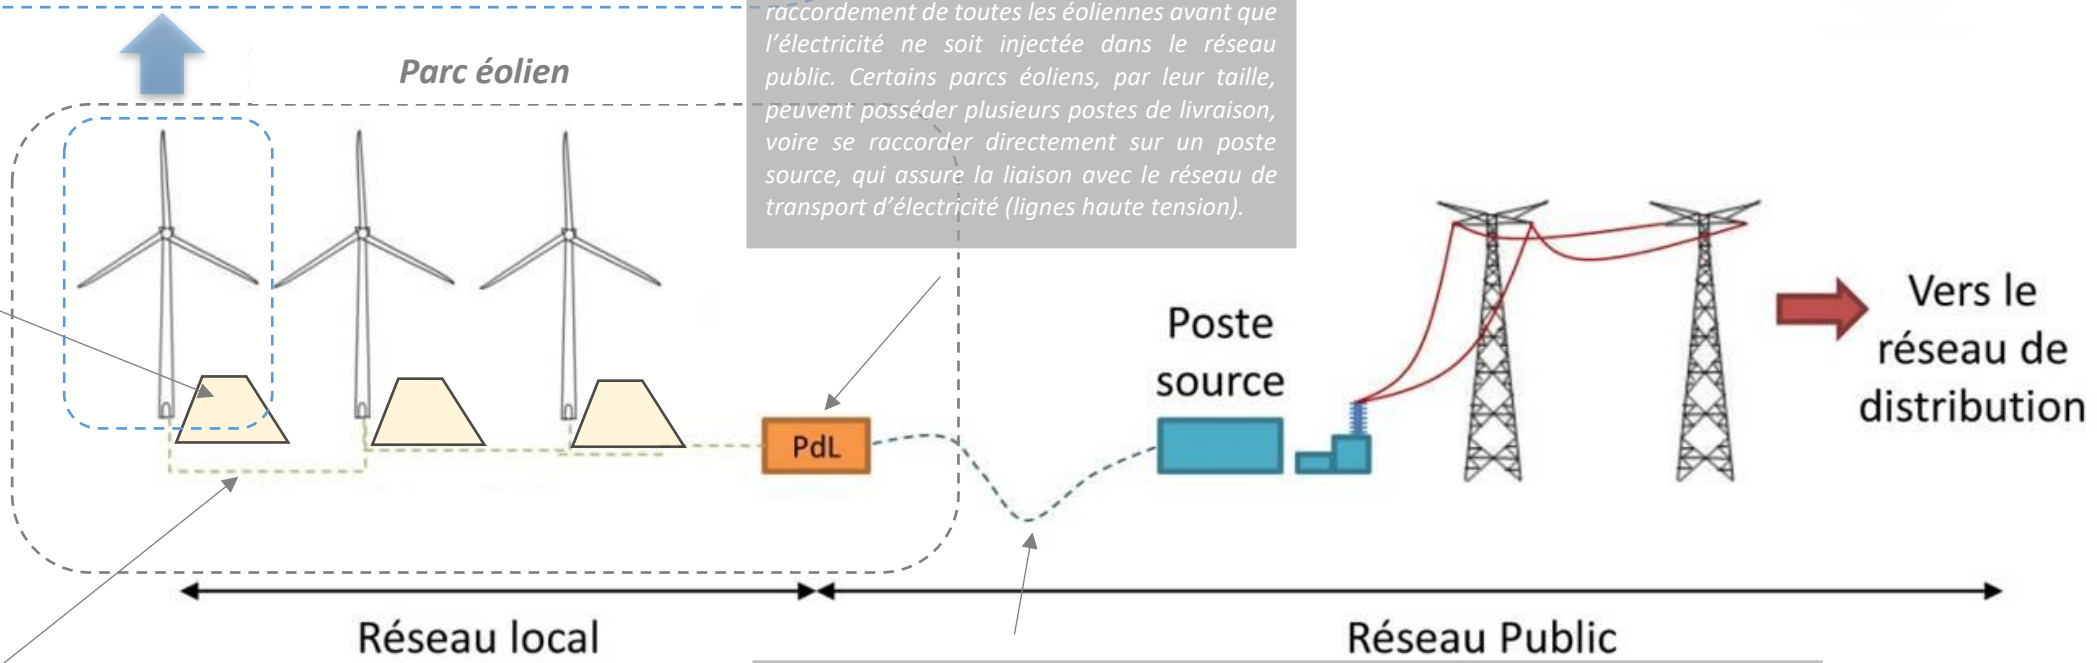 raccordement de toutes les éoliennes avant que
l'électricité ne soit injectée dans le réseau
public. Certains parcs éoliens, par leur taille,
peuvent posséder plusieurs postes de livraison,
voire se raccorder directement sur un poste
source, qui assure la liaison avec le réseau de
transport d'électricité (lignes haute tension).
Parc éolien
Poste
source
Vers le
réseau de
distribution
PdL
Réseau local
Réseau Public